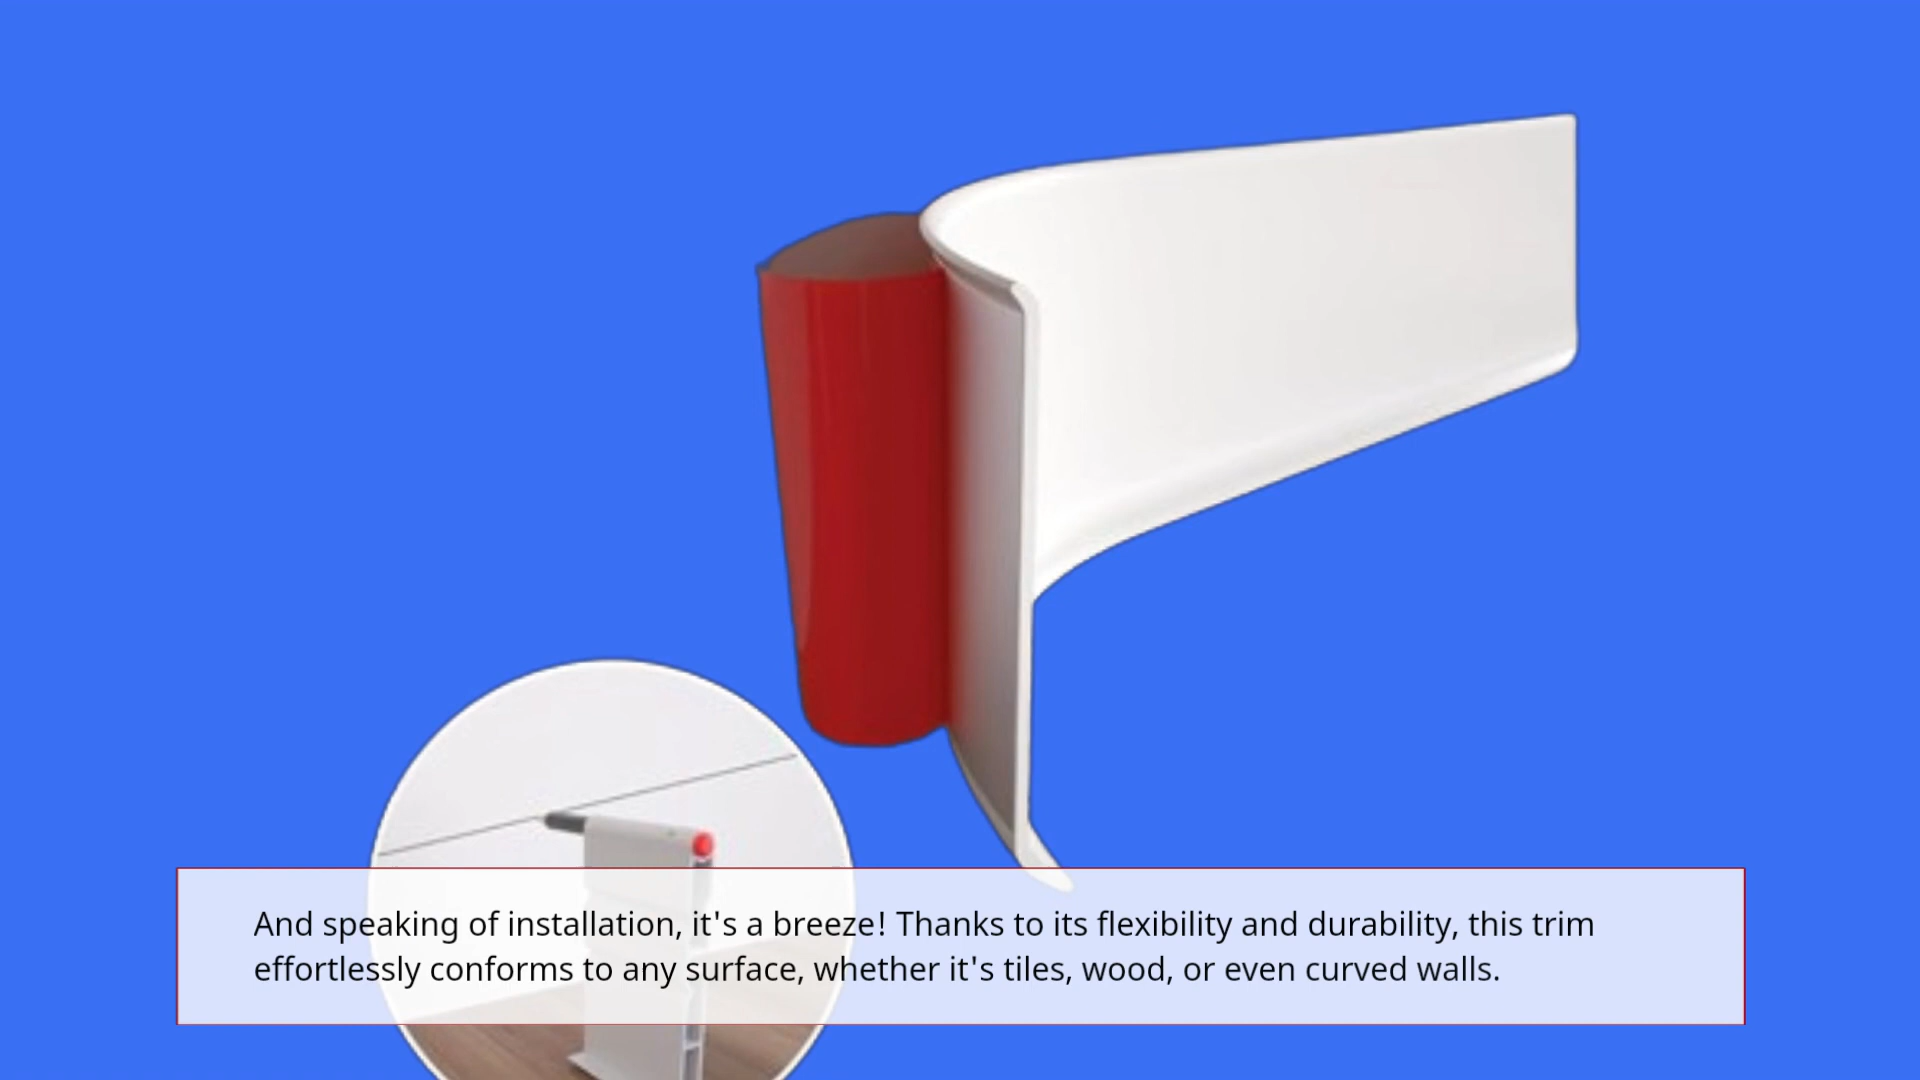 And speaking of installation, it's a breeze! Thanks to its flexibility and durability, this trim
effortlessly conforms to any surface, whether it's tiles, wood, or even curved walls.